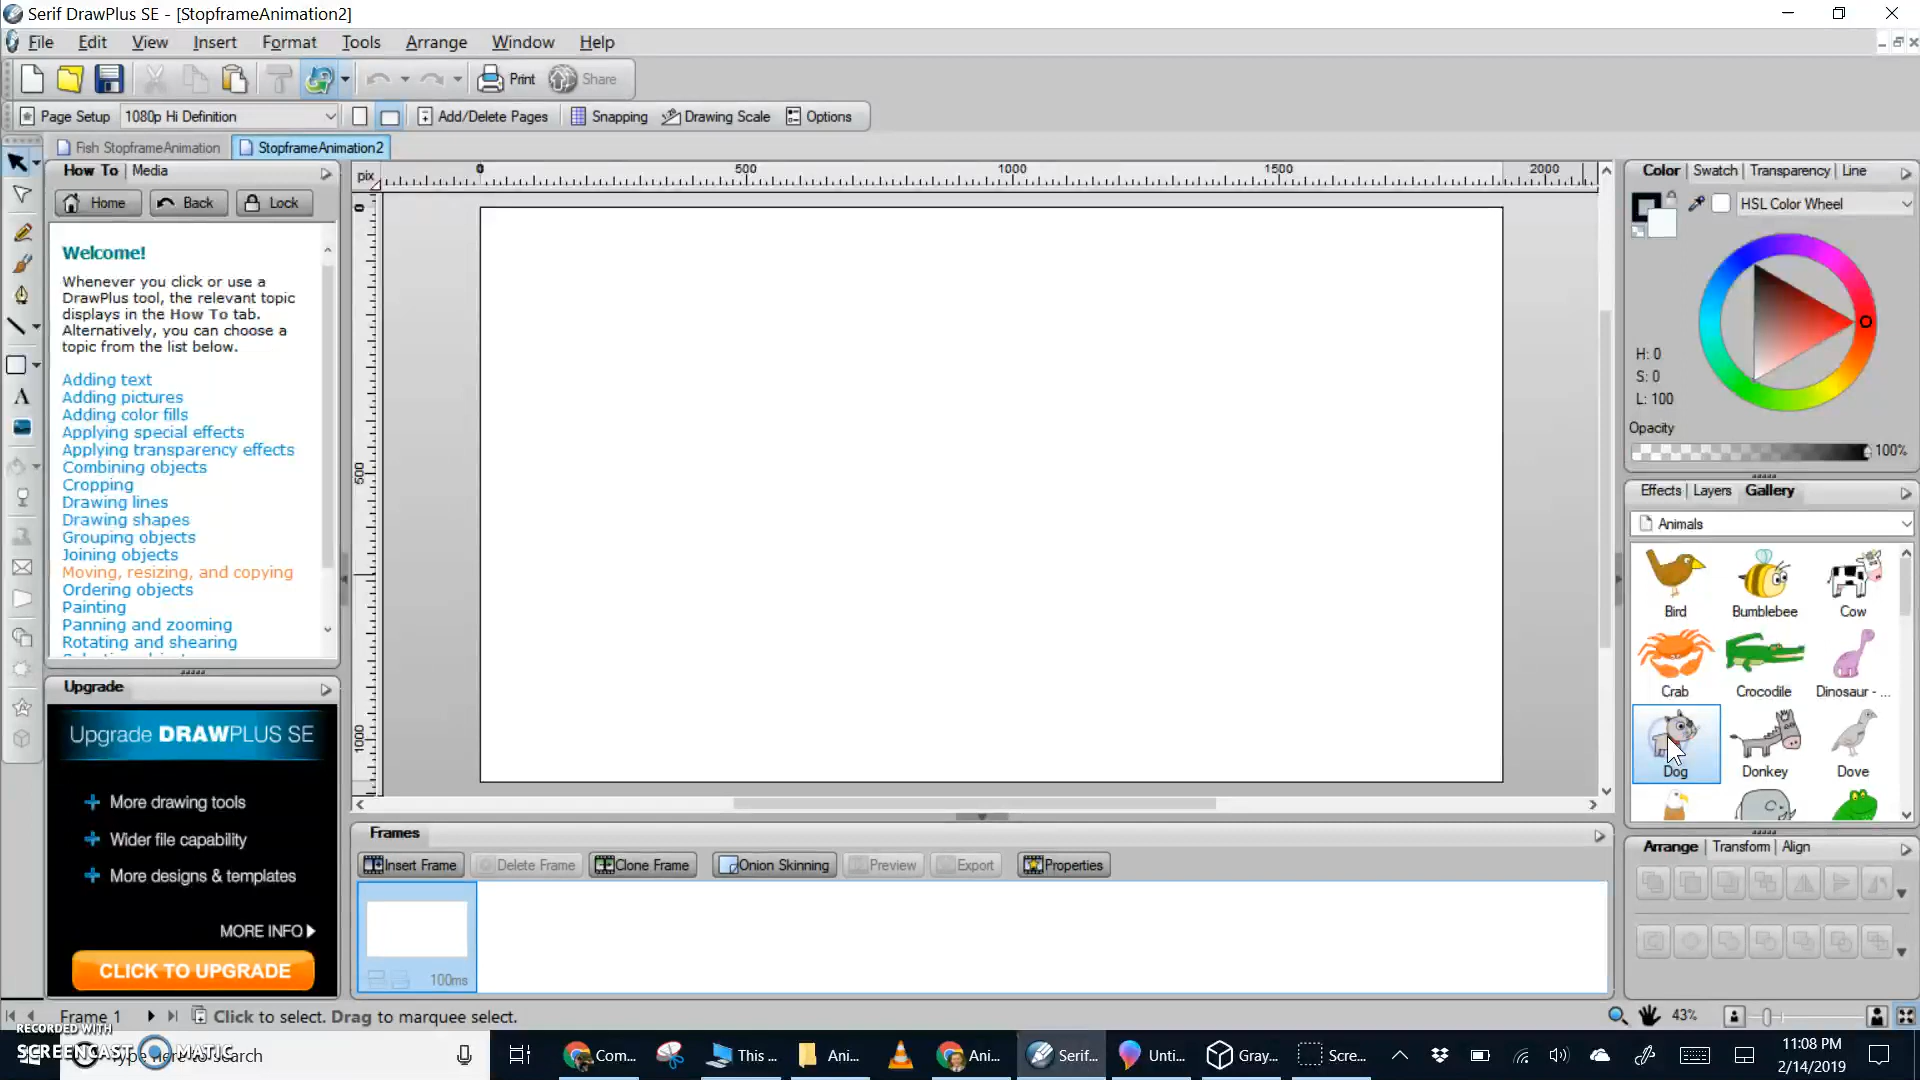 Serif DrawPlus SE - [StopframeAnimation2]
File Edit View Insert Format Tools Arrange Window Help
Print Share
Page Setup 1080p Hi Definition Add/Delete Pages Snapping Drawing Scale Options
Fish StopframeAnimation StopframeAnimation2
How To Media
Home Back Lock
Welcome!
Whenever you click or use a
DrawPlus tool, the relevant topic
displays in the How To tab.
Alternatively, you can choose a
topic from the list below.
Adding text
Adding pictures
Adding color fills
Applying special effects
Applying transparency effects
Combining objects
Cropping
Drawing lines
Drawing shapes
Grouping objects
Joining objects
Moving, resizing, and copying
Ordering objects
Painting
Panning and zooming
Rotating and shearing
Upgrade
Upgrade DRAWPLUS SE
More drawing tools
Wider file capability
More designs & templates
MORE INFO
CLICK TO UPGRADE
pix 0 500 1000 1500 2000
0
500
1000
Frames
Insert Frame Delete Frame Clone Frame Onion Skinning Preview Export Properties
100ms
Color Swatch Transparency Line
HSL Color Wheel
H: 0
S: 0
L: 100
Opacity
100%
Effects Layers Gallery
Animals
Bird Bumblebee Cow
Crab Crocodile Dinosaur - ...
Dog Donkey Dove
Arrange Transform Align
Frame 1 Click to select. Drag to marquee select. 43%
RECORDED WITH
SCREENCAST MATIC
Type here to search
Com... This ... Ani... Ani... Serif... Unti... Gray... Scre...
11:08 PM
2/14/2019